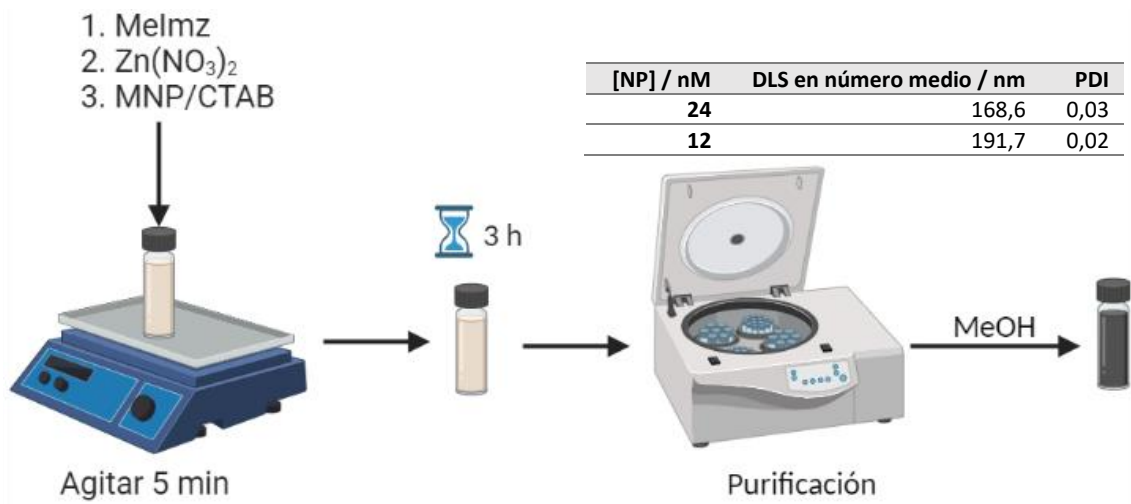 1. MeImz
2. Zn(NO₃)₂
3. MNP/CTAB
[NP] / nM DLS en número medio / nm PDI
24 168,6 0,03
12 191,7 0,02
3 h
MeOH
Agitar 5 min
Purificación